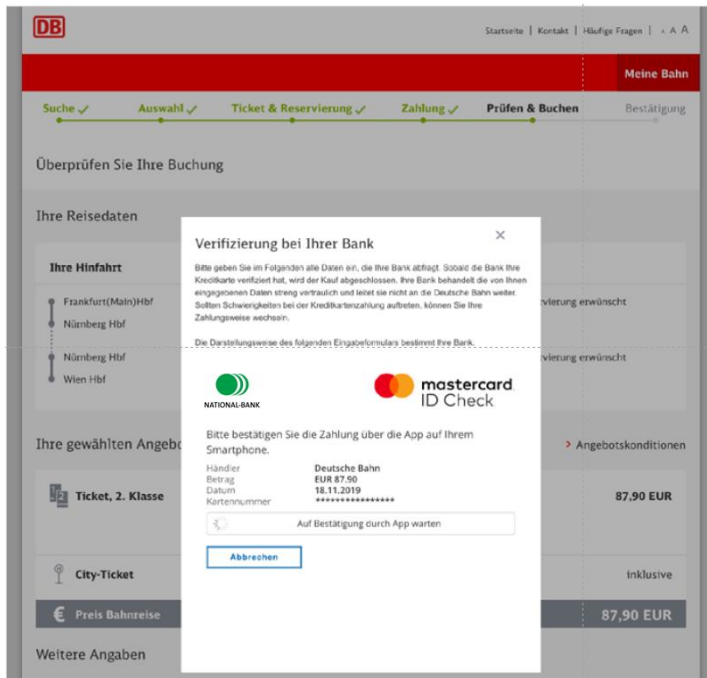 DB
Startseite | Kontakt | Häufige Fragen | A A A
Meine Bahn
Suche Auswahl Ticket & Reservierung Zahlung Prüfen & Buchen Bestätigung
Überprüfen Sie Ihre Buchung
Ihre Reisedaten
Ihre Hinfahrt
Frankfurt(Main)Hbf
Nürnberg Hbf
Nürnberg Hbf
Wien Hbf
vierung erwünscht
vierung erwünscht
Ihre gewählten Angebo
Angebotskonditionen
1 2 Ticket, 2. Klasse 87,90 EUR
City-Ticket inklusive
€ Preis Bahnreise 87,90 EUR
Weitere Angaben
Verifizierung bei Ihrer Bank ×
Bitte geben Sie im Folgenden alle Daten ein, die Ihre Bank abfragt. Sobald die Bank Ihre
Kreditkarte verifiziert hat, wird der Kauf abgeschlossen. Ihre Bank behandelt die von Ihnen
eingegebenen Daten streng vertraulich und leitet sie nicht an die Deutsche Bahn weiter.
Sollten Schwierigkeiten bei der Kreditkartenzahlung auftreten, können Sie Ihre
Zahlungsweise wechseln.
Die Darstellungsweise des folgenden Eingabeformulars bestimmt Ihre Bank.
NATIONAL-BANK
mastercard
ID Check
Bitte bestätigen Sie die Zahlung über die App auf Ihrem
Smartphone.
Händler Deutsche Bahn
Betrag EUR 87.90
Datum 18.11.2019
Kartennummer ****************
Auf Bestätigung durch App warten
Abbrechen